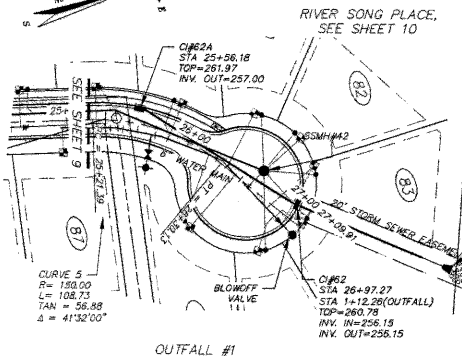 S
RIVER SONG PLACE,
SEE SHEET 10
CI#62A
STA 25+56.18
TOP=261.97
INV. OUT=257.00
SEE SHEET 9
25+
25+21.39
26+00
6" WATER MAIN
SSMH#42
82
83
81
27+00
27+09.91
20' STORM SEWER EASEMENT
CURVE 5
R= 150.00
L= 108.73
TAN = 56.88
Δ = 41°32'00"
BLOWOFF
VALVE
CI#62
STA 26+97.27
STA 1+12.26(OUTFALL)
TOP=260.78
INV. IN=256.15
INV. OUT=256.15
OUTFALL #1